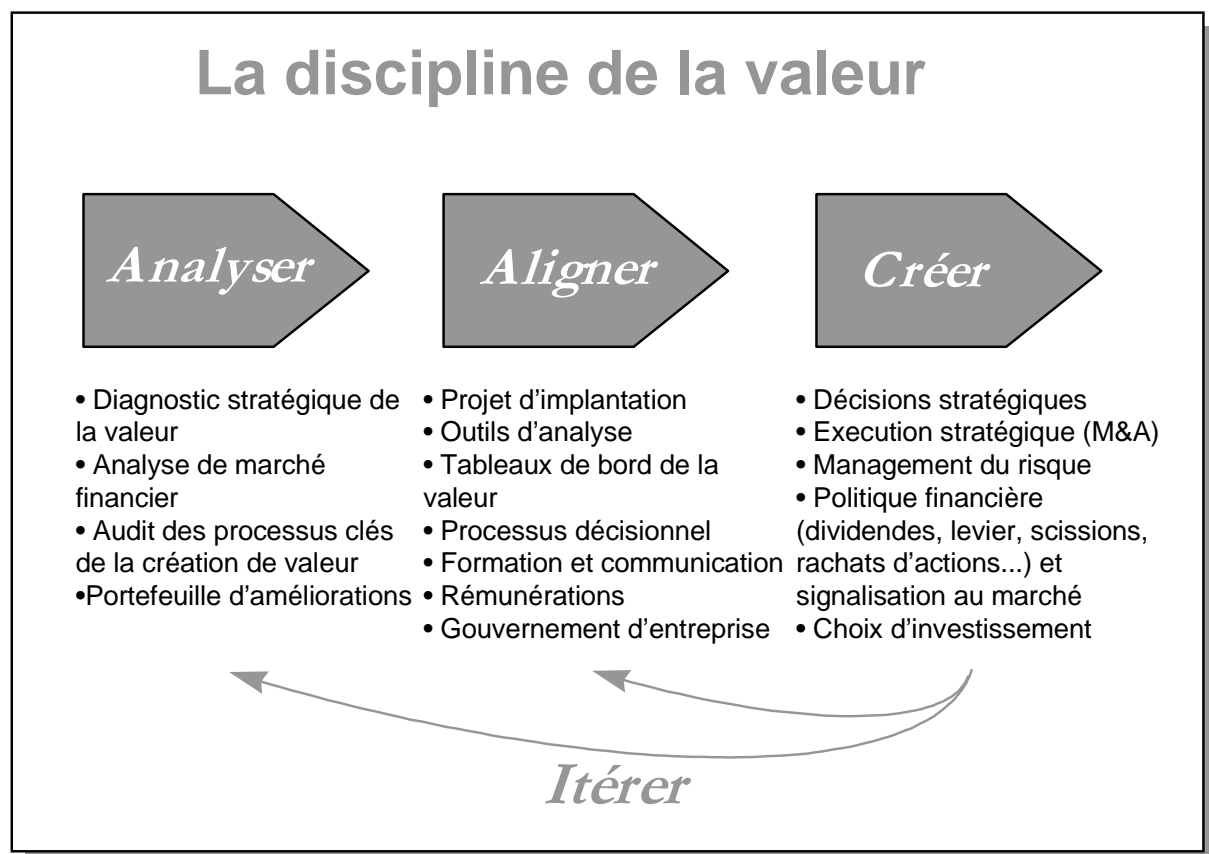 La discipline de la valeur
Analyser
• Diagnostic stratégique de
la valeur
• Analyse de marché
financier
• Audit des processus clés
de la création de valeur
•Portefeuille d’améliorations
Aligner
• Projet d’implantation
• Outils d’analyse
• Tableaux de bord de la
valeur
• Processus décisionnel
• Formation et communication
• Rémunérations
• Gouvernement d’entreprise
Créer
• Décisions stratégiques
• Execution stratégique (M&A)
• Management du risque
• Politique financière
(dividendes, levier, scissions,
rachats d’actions...) et
signalisation au marché
• Choix d’investissement
Itérer